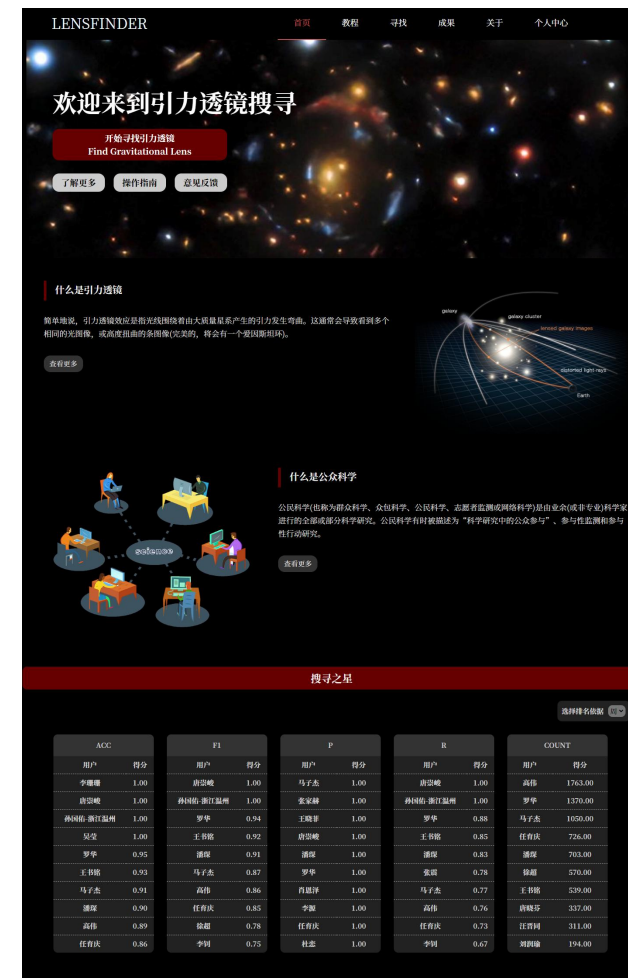 LENSFINDER
首页 教程 寻找 成果 关于 个人中心
欢迎来到引力透镜搜寻
开始寻找引力透镜
Find Gravitational Lens
了解更多 操作指南 意见反馈
什么是引力透镜
简单地说，引力透镜效应是指光线围绕着由大质量星系产生的引力发生弯曲。这通常会导致看到多个
相同的光图像，或高度扭曲的条图像(完美的，将会有一个爱因斯坦环)。
查看更多
galaxy
galaxy cluster
lensed galaxy images
distorted light-rays
Earth
什么是公众科学
公民科学(也称为群众科学、众包科学、公民科学、志愿者监测或网络科学)是由业余(或非专业)科学家
进行的全部或部分科学研究。公民科学有时被描述为“科学研究中的公众参与”、参与性监测和参与
性行动研究。
查看更多
science
搜寻之星
选择排名依据
ACC F1 P R COUNT
用户 得分 用户 得分 用户 得分 用户 得分 用户 得分
李珊珊 1.00 唐崇峻 1.00 马子杰 1.00 唐崇峻 1.00 高伟 1763.00
唐崇峻 1.00 孙国佑-浙江温州 1.00 张家赫 1.00 孙国佑-浙江温州 1.00 罗华 1370.00
孙国佑-浙江温州 1.00 罗华 0.94 王晓菲 1.00 罗华 0.88 马子杰 1050.00
吴莹 1.00 王书铭 0.92 唐崇峻 1.00 王书铭 0.85 任育庆 726.00
罗华 0.95 潘琛 0.91 潘琛 1.00 潘琛 0.83 潘琛 703.00
王书铭 0.93 马子杰 0.87 罗华 1.00 张震 0.78 徐超 570.00
马子杰 0.91 高伟 0.86 肖恩泽 1.00 马子杰 0.77 王书铭 539.00
潘琛 0.90 任育庆 0.85 李源 1.00 高伟 0.76 唐晓芬 337.00
高伟 0.89 徐超 0.78 任育庆 1.00 任育庆 0.73 汪晋同 311.00
任育庆 0.86 李钊 0.75 杜悲 1.00 李钊 0.67 刘润瑜 194.00